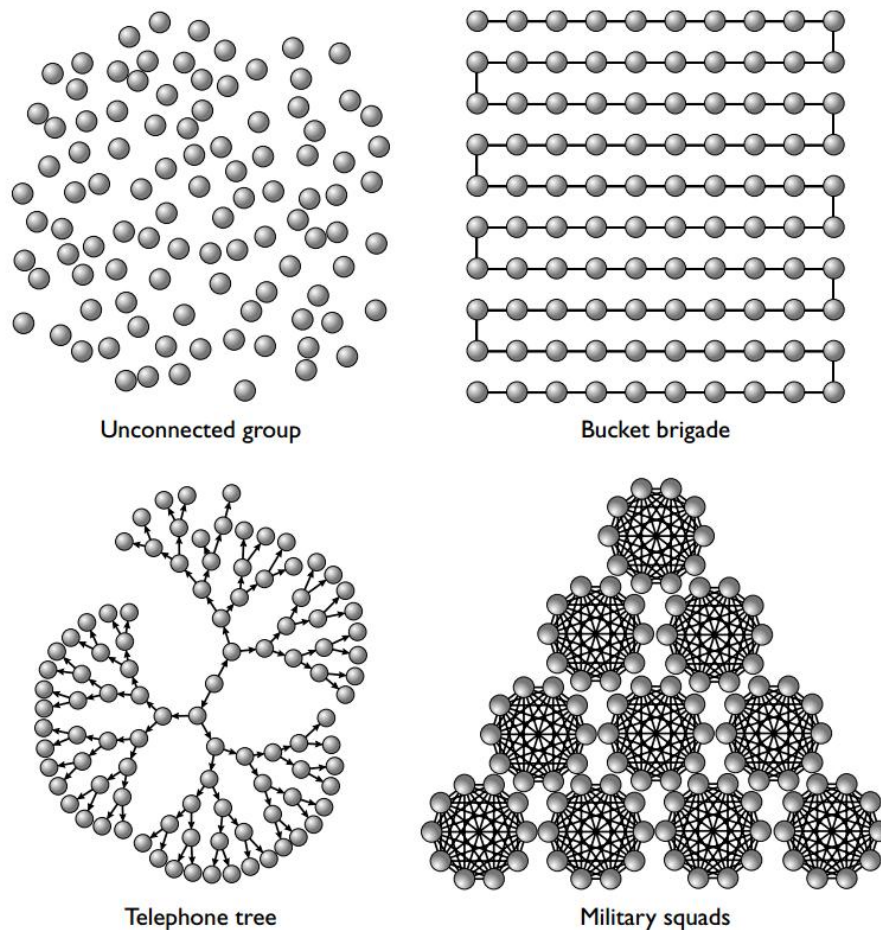 Unconnected group
Bucket brigade
Telephone tree
Military squads